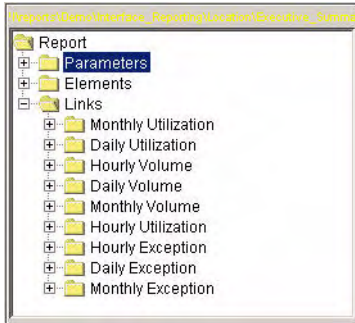 Report
Parameters
Elements
Links
Monthly Utilization
Daily Utilization
Hourly Volume
Daily Volume
Monthly Volume
Hourly Utilization
Hourly Exception
Daily Exception
Monthly Exception